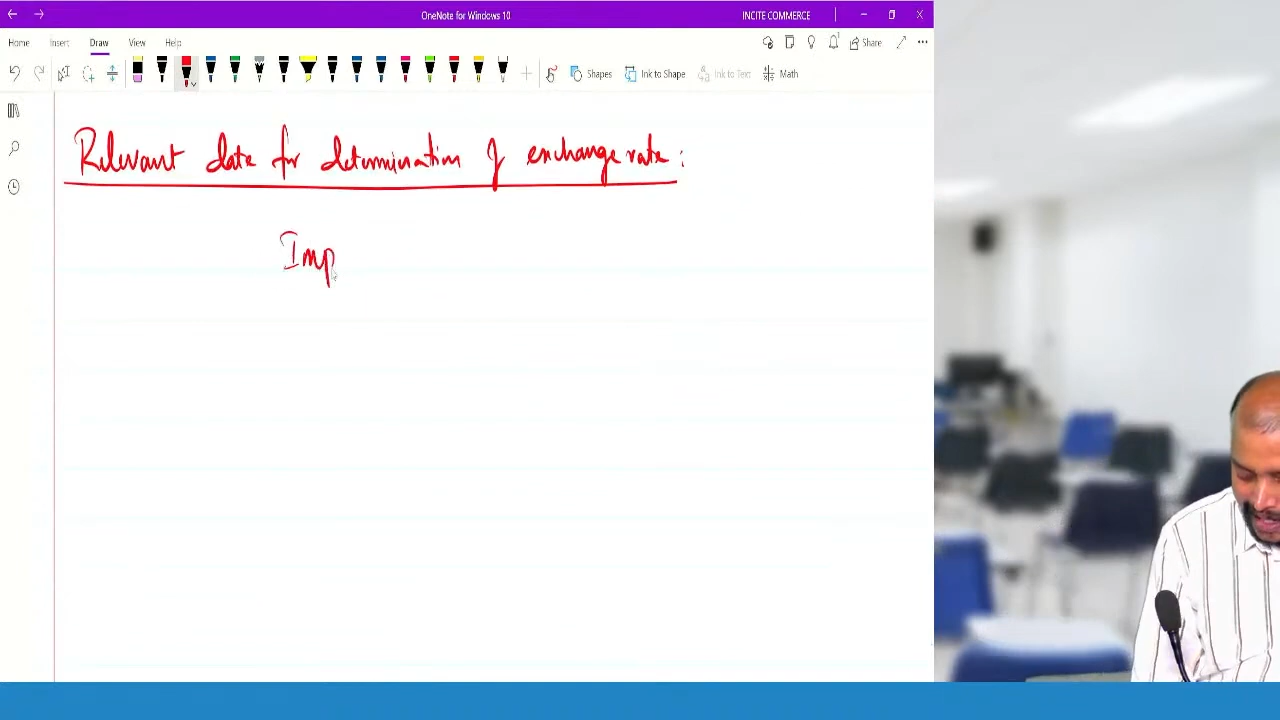 OneNote for Windows 10
INCITE COMMERCE
Home Insert Draw View Help
Share
Shapes
Ink to Shape
Ink to Text
Math
Relevant date for determination of exchange rate:
Imp